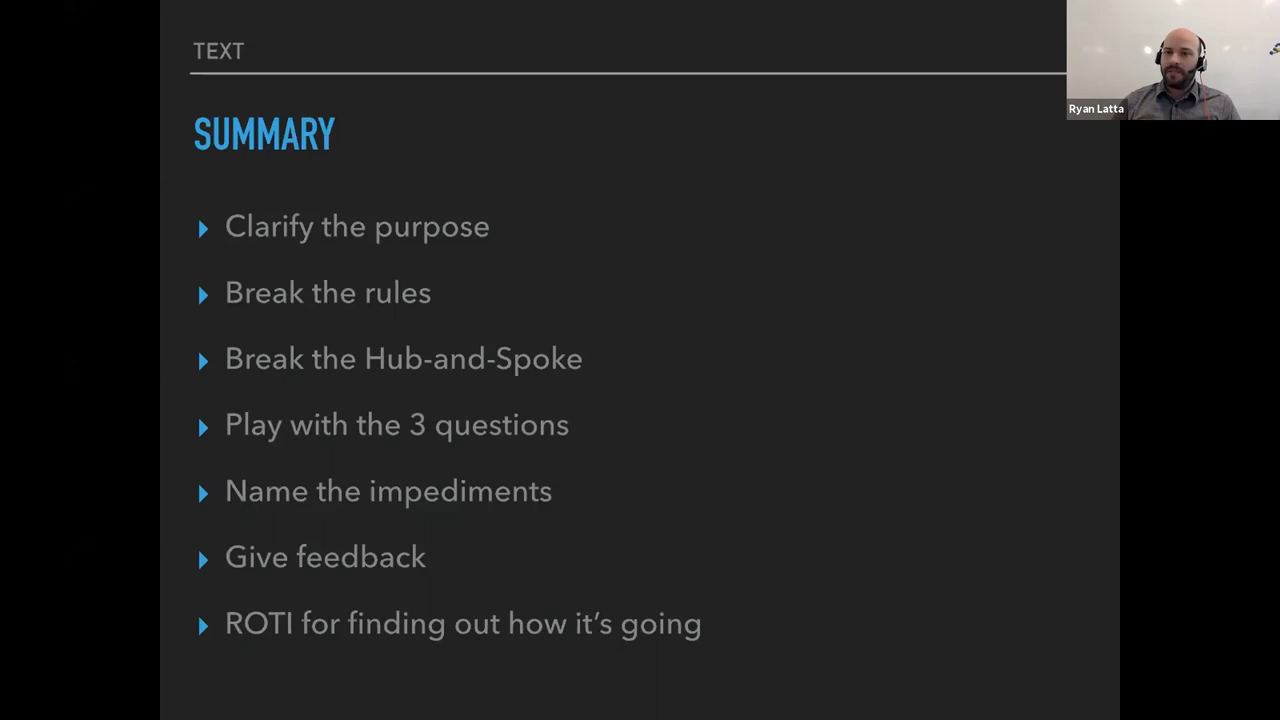 TEXT
SUMMARY
Clarify the purpose
Break the rules
Break the Hub-and-Spoke
Play with the 3 questions
Name the impediments
Give feedback
ROTI for finding out how it’s going
Ryan Latta